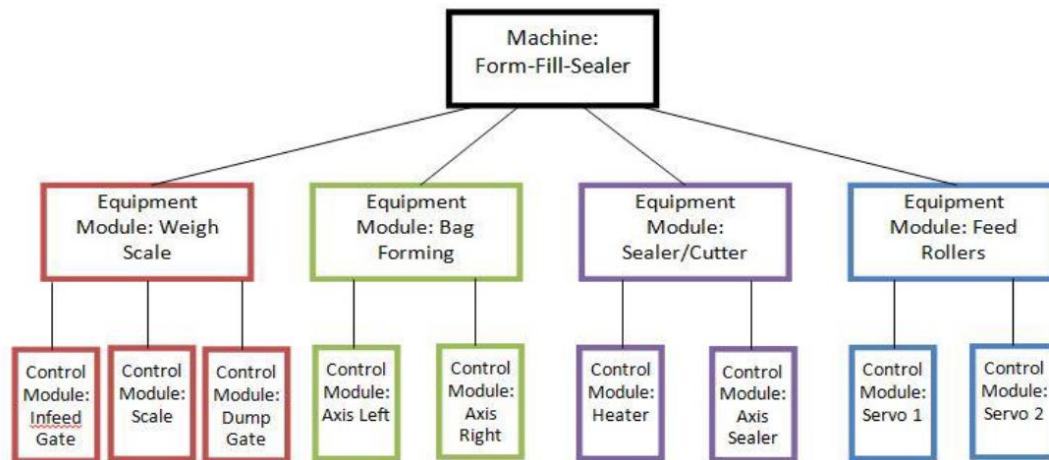 Machine:
Form-Fill-Sealer
Equipment
Module: Weigh
Scale
Equipment
Module: Bag
Forming
Equipment
Module:
Sealer/Cutter
Equipment
Module: Feed
Rollers
Control
Module:
Infeed
Gate
Control
Module:
Scale
Control
Module:
Dump
Gate
Control
Module:
Axis Left
Control
Module:
Axis
Right
Control
Module:
Heater
Control
Module:
Axis
Sealer
Control
Module:
Servo 1
Control
Module:
Servo 2